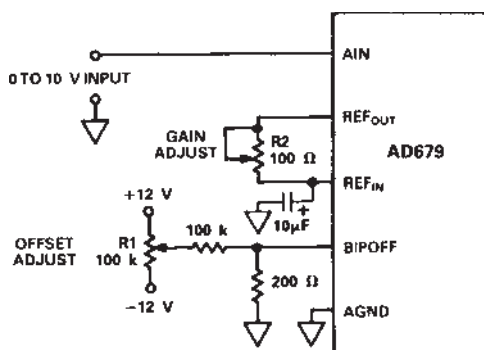 AIN
0 TO 10 V INPUT
REFOUT
GAIN
ADJUST
R2
100 Ω
AD679
REFIN
+
10μF
+12 V
OFFSET
ADJUST
R1
100 k
100 k
BIPOFF
200 Ω
−12 V
AGND